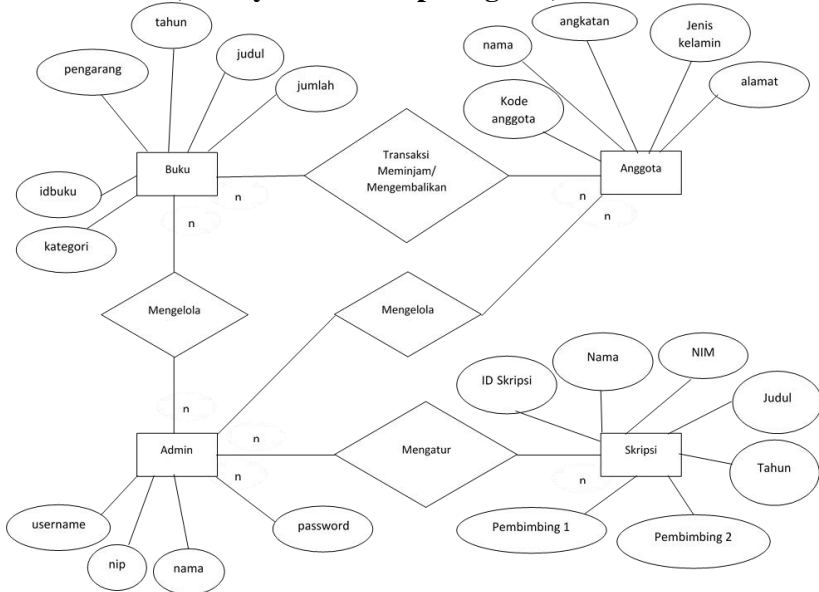 tahun
judul
pengarang
jumlah
Buku
idbuku
kategori
n
n
Transaksi
Meminjam/
Mengembalikan
angkatan
Jenis
kelamin
nama
alamat
Kode
anggota
Anggota
n
n
Mengelola
Mengelola
n
n
n
Admin
username
nip
nama
password
Mengatur
Nama
NIM
ID Skripsi
Judul
Skripsi
Tahun
n
Pembimbing 1
Pembimbing 2